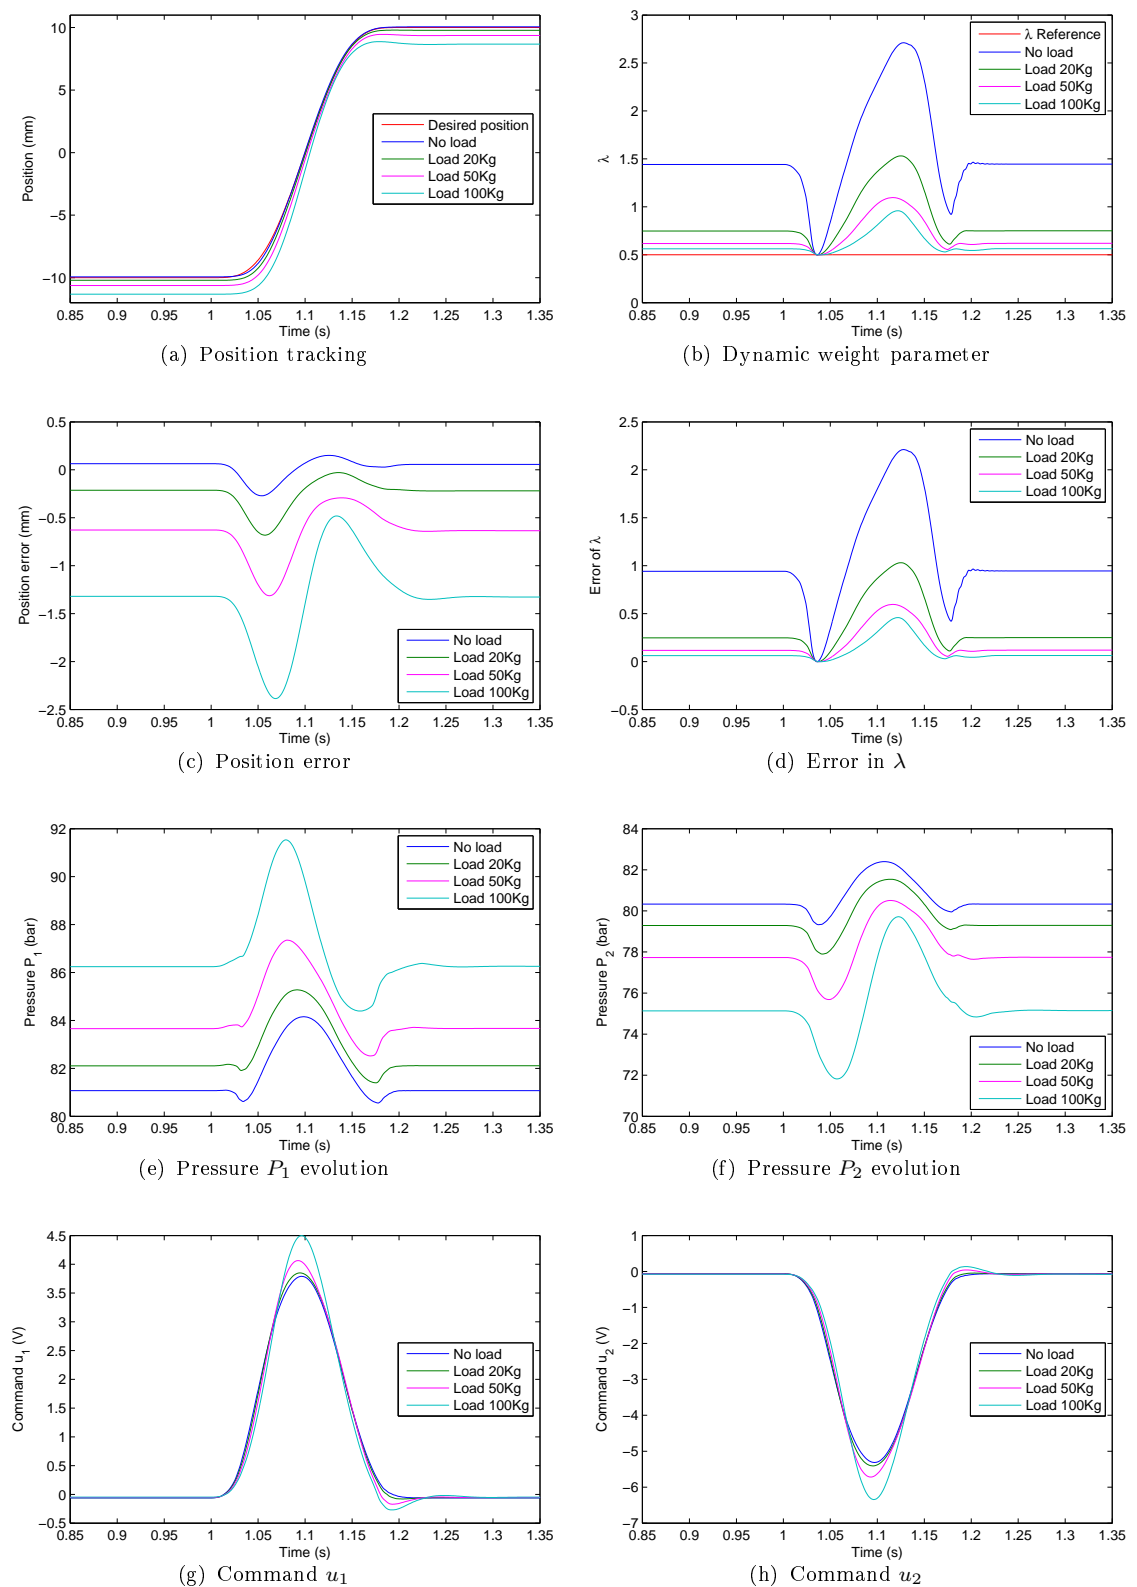 10
5
0
−5
−10
Position (mm)
Desired position
No load
Load 20Kg
Load 50Kg
Load 100Kg
0.85 0.9 0.95 1 1.05 1.1 1.15 1.2 1.25 1.3 1.35
Time (s)
(a) Position tracking
3
2.5
2
1.5
1
0.5
0
λ
λ Reference
No load
Load 20Kg
Load 50Kg
Load 100Kg
0.85 0.9 0.95 1 1.05 1.1 1.15 1.2 1.25 1.3 1.35
Time (s)
(b) Dynamic weight parameter
0.5
0
−0.5
−1
−1.5
−2
−2.5
Position error (mm)
No load
Load 20Kg
Load 50Kg
Load 100Kg
0.85 0.9 0.95 1 1.05 1.1 1.15 1.2 1.25 1.3 1.35
Time (s)
(c) Position error
2.5
2
1.5
1
0.5
0
−0.5
Error of λ
No load
Load 20Kg
Load 50Kg
Load 100Kg
0.85 0.9 0.95 1 1.05 1.1 1.15 1.2 1.25 1.3 1.35
Time (s)
(d) Error in λ
92
90
88
86
84
82
80
Pressure P1 (bar)
No load
Load 20Kg
Load 50Kg
Load 100Kg
0.85 0.9 0.95 1 1.05 1.1 1.15 1.2 1.25 1.3 1.35
Time (s)
(e) Pressure P1 evolution
84
82
80
78
76
74
72
70
Pressure P2 (bar)
No load
Load 20Kg
Load 50Kg
Load 100Kg
0.85 0.9 0.95 1 1.05 1.1 1.15 1.2 1.25 1.3 1.35
Time (s)
(f) Pressure P2 evolution
4.5
4
3.5
3
2.5
2
1.5
1
0.5
0
−0.5
Command u1 (V)
No load
Load 20Kg
Load 50Kg
Load 100Kg
0.85 0.9 0.95 1 1.05 1.1 1.15 1.2 1.25 1.3 1.35
Time (s)
(g) Command u1
1
0
−1
−2
−3
−4
−5
−6
−7
Command u2 (V)
No load
Load 20Kg
Load 50Kg
Load 100Kg
0.85 0.9 0.95 1 1.05 1.1 1.15 1.2 1.25 1.3 1.35
Time (s)
(h) Command u2